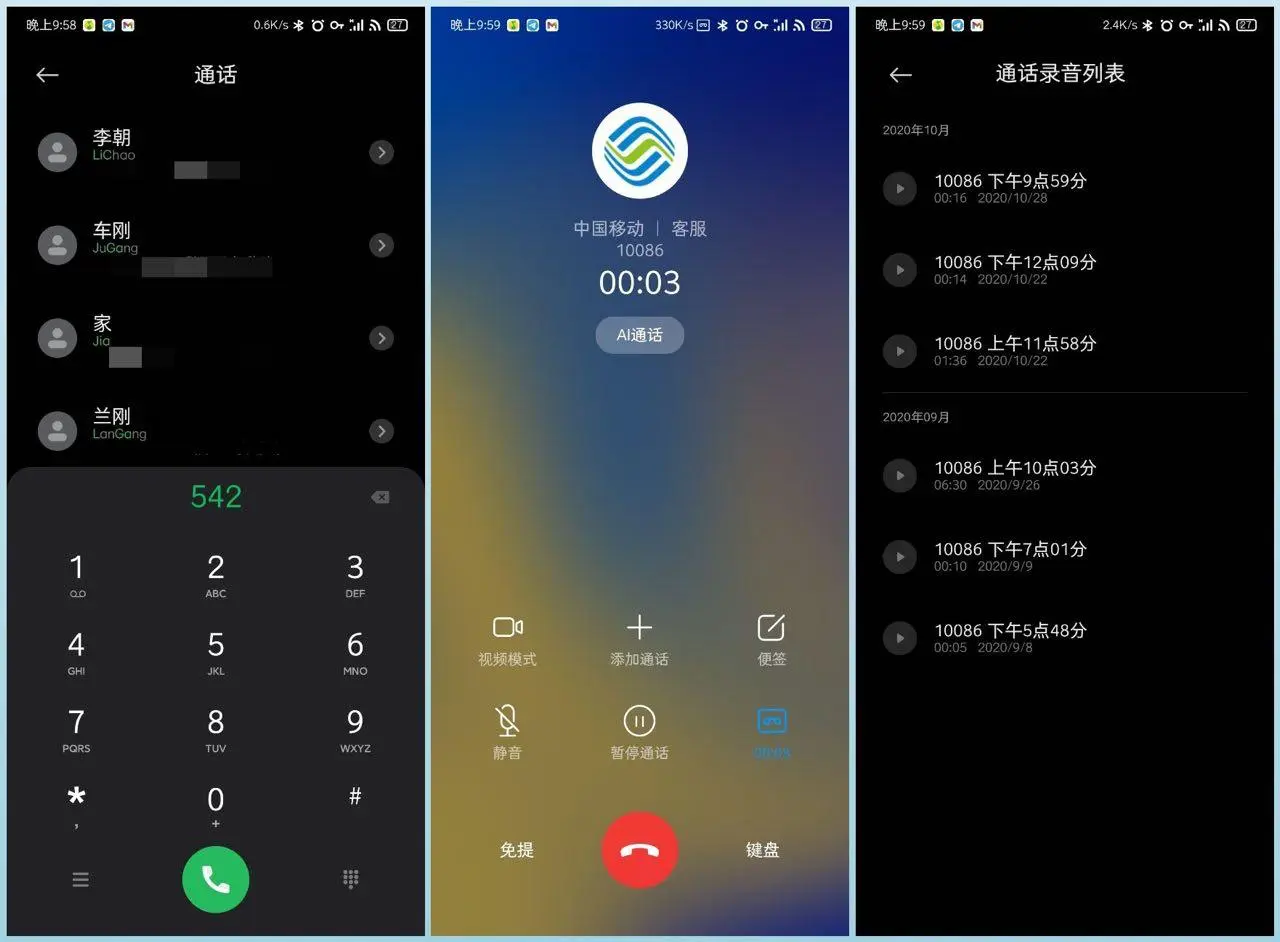 晚上9:58
0.6K/s
27
通话
李朝
LiChao
车刚
JuGang
家
Jia
兰刚
LanGang
542
1
2
ABC
3
DEF
4
GHI
5
JKL
6
MNO
7
PQRS
8
TUV
9
WXYZ
*
,
0
+
#
晚上9:59
330K/s
27
中国移动 | 客服
10086
00:03
AI通话
视频模式
添加通话
便签
静音
暂停通话
00:03
免提
键盘
晚上9:59
2.4K/s
27
通话录音列表
2020年10月
10086 下午9点59分
00:16 2020/10/28
10086 下午12点09分
00:14 2020/10/22
10086 上午11点58分
01:36 2020/10/22
2020年09月
10086 上午10点03分
06:30 2020/9/26
10086 下午7点01分
00:10 2020/9/9
10086 下午5点48分
00:05 2020/9/8